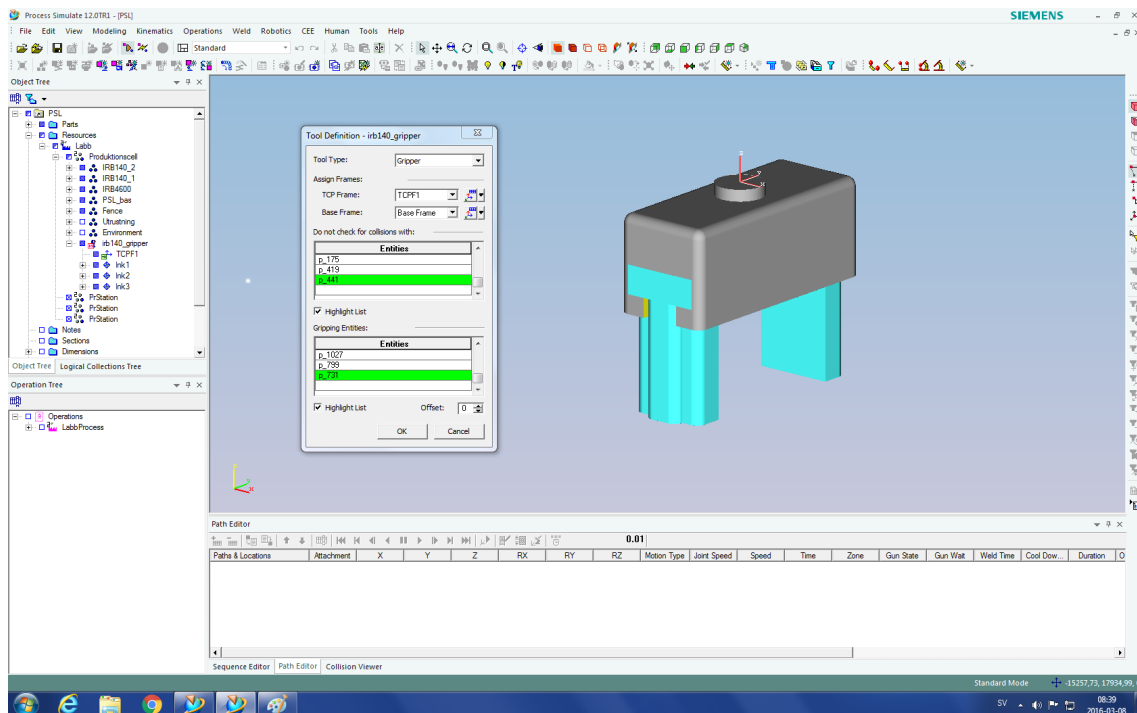 Process Simulate 12.0TR1 - [PSL]
SIEMENS
File Edit View Modeling Kinematics Operations Weld Robotics CEE Human Tools Help
Standard
Object Tree
PSL
Parts
Resources
Labb
Produktionscell
IRB140_2
IRB140_1
IRB4600
PSL_bas
Fence
Utrustning
Environment
irb140_gripper
TCPF1
lnk1
lnk2
lnk3
PrStation
PrStation
PrStation
Notes
Sections
Dimensions
Object Tree Logical Collections Tree
Operation Tree
Operations
LabbProcess
Tool Definition - irb140_gripper
Tool Type: Gripper
Assign Frames:
TCP Frame: TCPF1
Base Frame: Base Frame
Do not check for collisions with:
Entities
p_175
p_419
p_441
Highlight List
Gripping Entities:
Entities
p_1027
p_799
p_731
Highlight List Offset: 0
OK Cancel
Path Editor
0.01
Paths & Locations Attachment X Y Z RX RY RZ Motion Type Joint Speed Speed Time Zone Gun State Gun Wait Weld Time Cool Dow... Duration O
Sequence Editor Path Editor Collision Viewer
Standard Mode -15257,73, 17934,99,
SV 08:39
2016-03-08